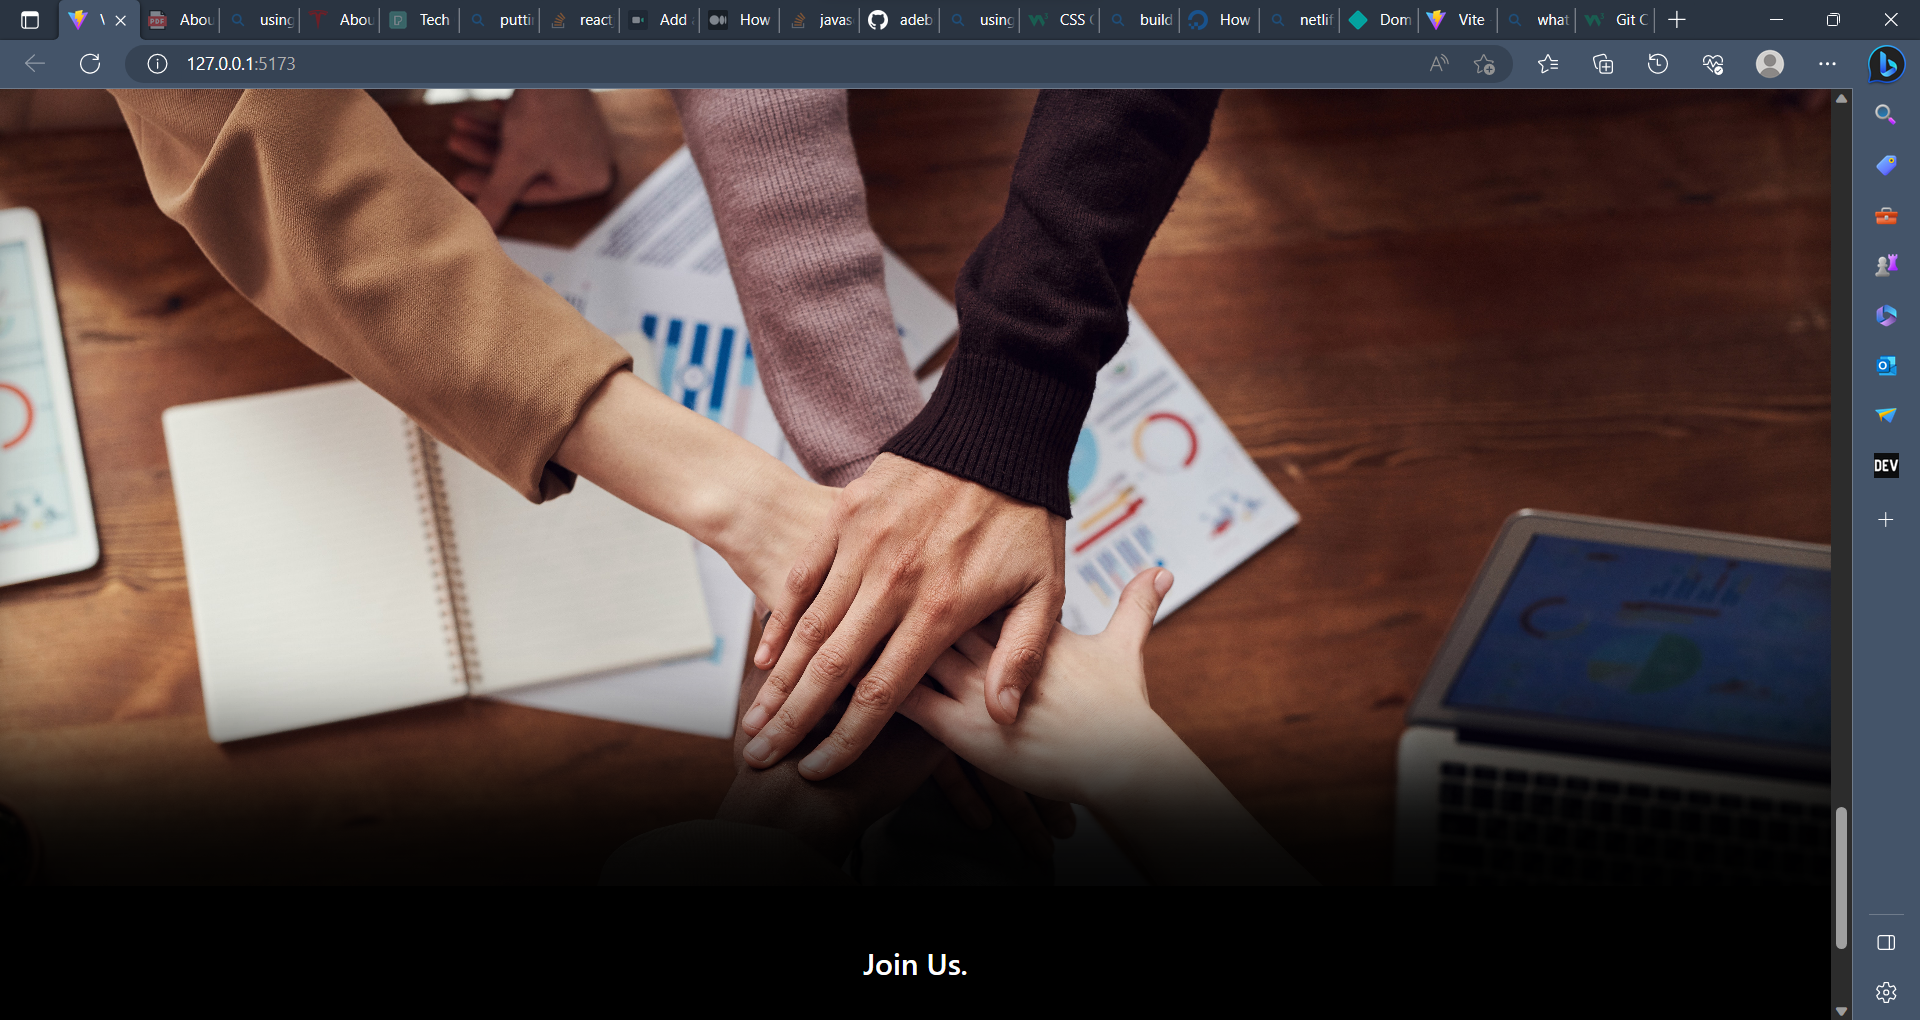 Abou using Abou Tech putti react Add How javas adeb using CSS build How netlif Dom Vite what Git C
127.0.0.1:5173
DEV
Join Us.